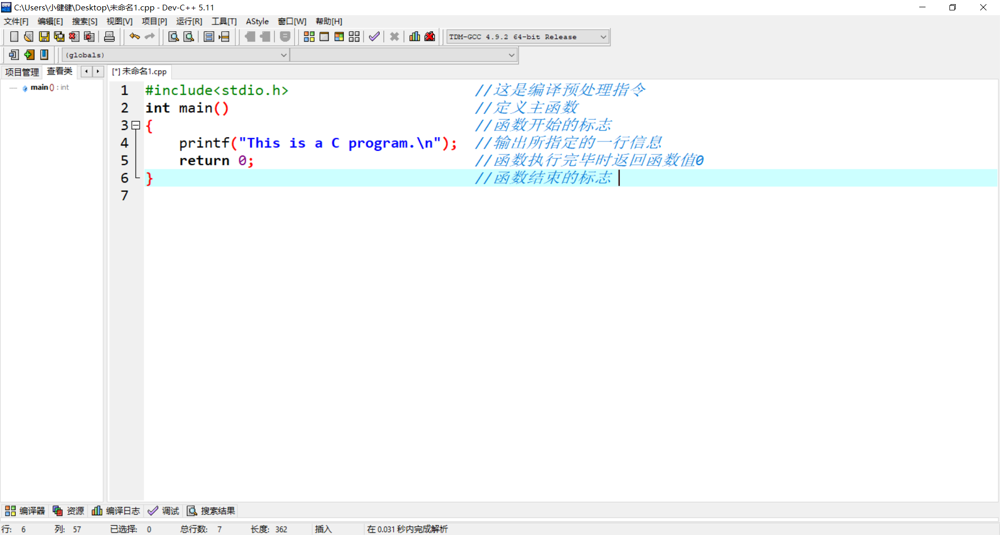 C:\Users\小健健\Desktop\未命名1.cpp - Dev-C++ 5.11
文件[F] 编辑[E] 搜索[S] 视图[V] 项目[P] 运行[R] 工具[T] AStyle 窗口[W] 帮助[H]
TDM-GCC 4.9.2 64-bit Release
(globals)
项目管理 查看类 [*] 未命名1.cpp
main () : int
1 #include<stdio.h> //这是编译预处理指令
2 int main() //定义主函数
3 { //函数开始的标志
4 printf("This is a C program.\n"); //输出所指定的一行信息
5 return 0; //函数执行完毕时返回函数值0
6 } //函数结束的标志
7
编译器 资源 编译日志 调试 搜索结果
行: 6 列: 57 已选择: 0 总行数: 7 长度: 362 插入 在 0.031 秒内完成解析